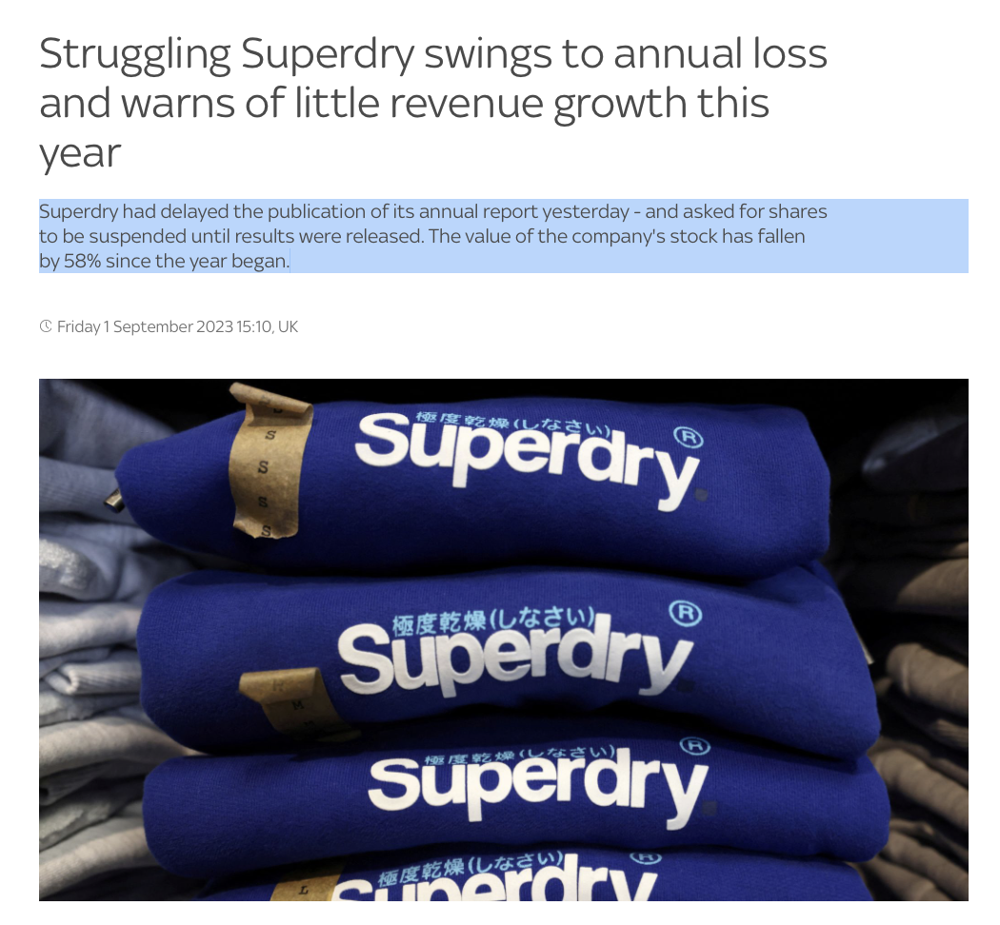 Struggling Superdry swings to annual loss
and warns of little revenue growth this
year
Superdry had delayed the publication of its annual report yesterday - and asked for shares
to be suspended until results were released. The value of the company's stock has fallen
by 58% since the year began.
Friday 1 September 2023 15:10, UK
極度乾燥(しなさい)
Superdry®
S
S
S
S
極度乾燥(しなさい)
Superdry®
M
極度乾燥(しなさい)
Superdry®
極度乾燥(しなさい)
Superdry®
L